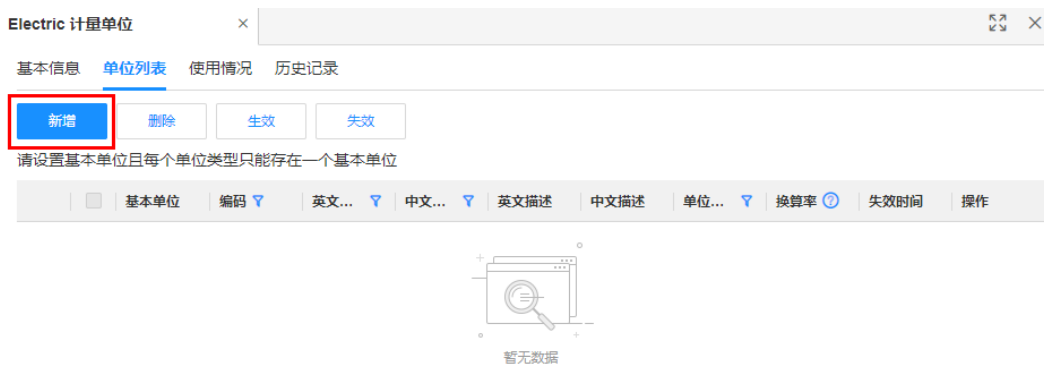 Electric 计量单位
基本信息 单位列表 使用情况 历史记录
新增 删除 生效 失效
请设置基本单位且每个单位类型只能存在一个基本单位
基本单位 编码 英文... 中文... 英文描述 中文描述 单位... 换算率 ? 失效时间 操作
暂无数据